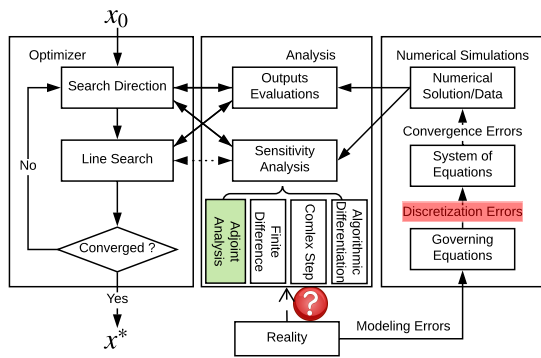 x0
Optimizer
Search Direction
Line Search
No
Converged ?
Yes
x*
Analysis
Outputs
Evaluations
Sensitivity
Analysis
Adjoint
Analysis
Finite
Difference
Comlex Step
Algorithmic
Differentiation
?
Reality
Modeling Errors
Numerical Simulations
Numerical
Solution/Data
Convergence Errors
System of
Equations
Discretization Errors
Governing
Equations